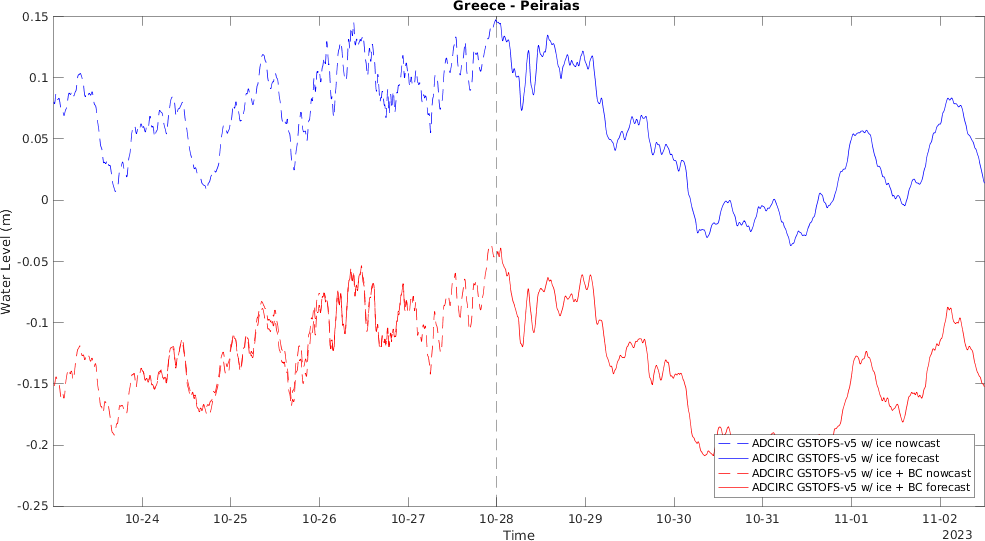 Greece - Peiraias
0.15
0.1
0.05
0
-0.05
-0.1
-0.15
-0.2
-0.25
Water Level (m)
ADCIRC GSTOFS-v5 w/ ice nowcast
ADCIRC GSTOFS-v5 w/ ice forecast
ADCIRC GSTOFS-v5 w/ ice + BC nowcast
ADCIRC GSTOFS-v5 w/ ice + BC forecast
10-24 10-25 10-26 10-27 10-28 10-29 10-30 10-31 11-01 11-02
Time
2023